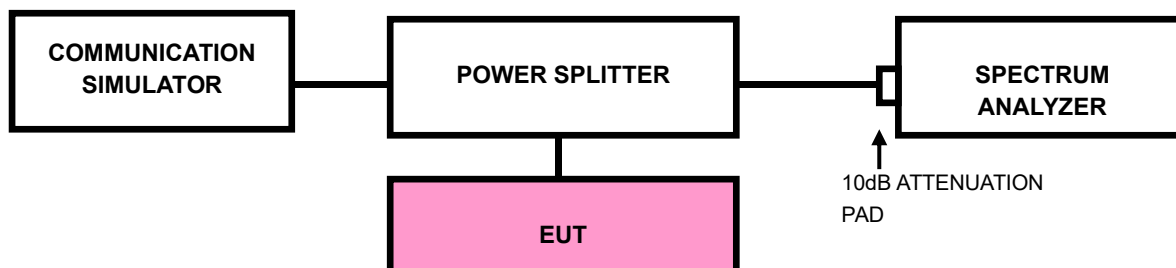 COMMUNICATION
SIMULATOR
POWER SPLITTER
SPECTRUM
ANALYZER
10dB ATTENUATION
PAD
EUT